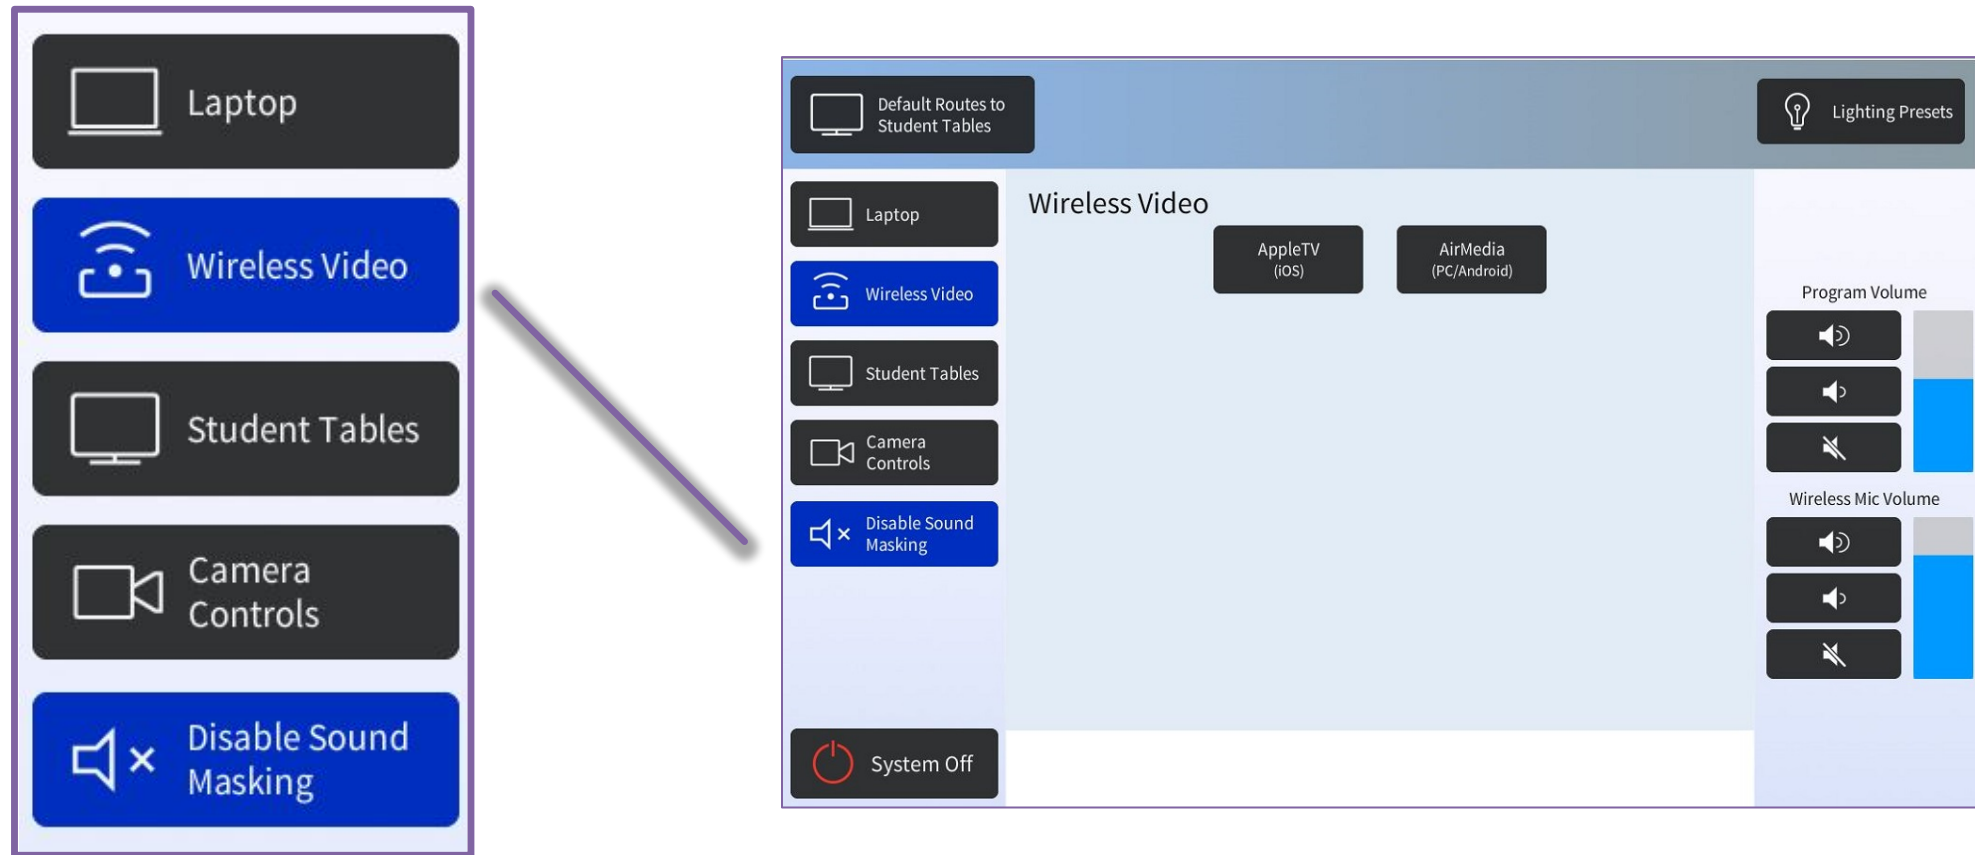 Laptop
Wireless Video
Student Tables
Camera
Controls
Disable Sound
Masking
Default Routes to
Student Tables
Lighting Presets
Laptop
Wireless Video
Student Tables
Camera
Controls
Disable Sound
Masking
System Off
Wireless Video
AppleTV
(iOS)
AirMedia
(PC/Android)
Program Volume
Wireless Mic Volume